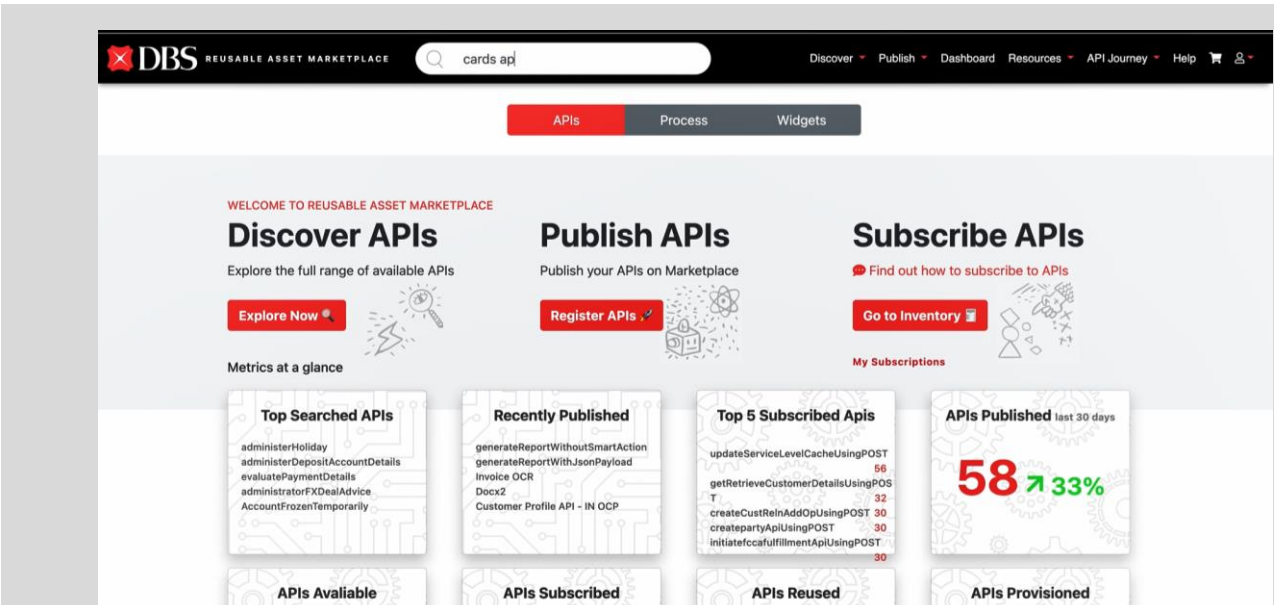 DBS REUSABLE ASSET MARKETPLACE
cards ap
Discover Publish Dashboard Resources API Journey Help
APIs Process Widgets
WELCOME TO REUSABLE ASSET MARKETPLACE
Discover APIs
Explore the full range of available APIs
Explore Now
Publish APIs
Publish your APIs on Marketplace
Register APIs
Subscribe APIs
Find out how to subscribe to APIs
Go to Inventory
My Subscriptions
Metrics at a glance
Top Searched APIs
administerHoliday
administerDepositAccountDetails
evaluatePaymentDetails
administratorFXDealAdvice
AccountFrozenTemporarily
Recently Published
generateReportWithoutSmartAction
generateReportWithJsonPayload
Invoice OCR
Docx2
Customer Profile API - IN OCP
Top 5 Subscribed Apis
updateServiceLevelCacheUsingPOST
56
getRetrieveCustomerDetailsUsingPOS
T 32
createCustRelnAddOpUsingPOST 30
createpartyApiUsingPOST 30
initiatefccafulfillmentApiUsingPOST
30
APIs Published last 30 days
58 33%
APIs Avaliable
APIs Subscribed
APIs Reused
APIs Provisioned